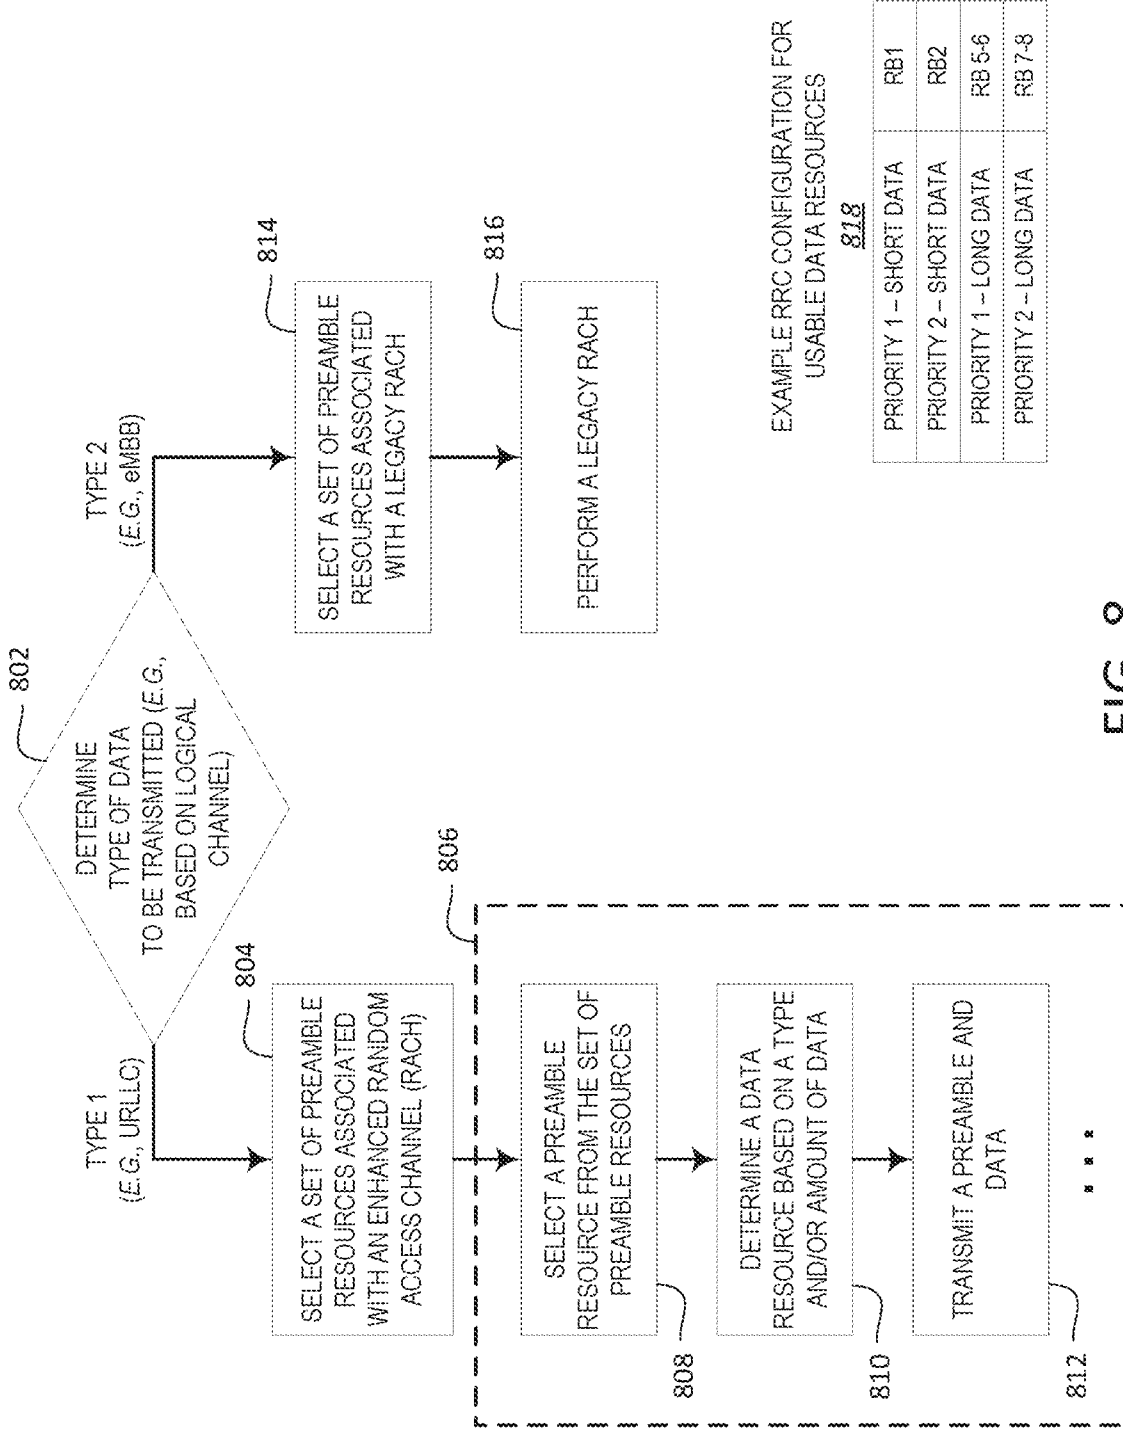 802
DETERMINE
TYPE OF DATA
TO BE TRANSMITTED (E.G.,
BASED ON LOGICAL
CHANNEL)
TYPE 1
(E.G., URLLC)
TYPE 2
(E.G., eMBB)
804
SELECT A SET OF PREAMBLE
RESOURCES ASSOCIATED
WITH AN ENHANCED RANDOM
ACCESS CHANNEL (RACH)
806
SELECT A PREAMBLE
RESOURCE FROM THE SET OF
PREAMBLE RESOURCES
808
DETERMINE A DATA
RESOURCE BASED ON A TYPE
AND/OR AMOUNT OF DATA
810
TRANSMIT A PREAMBLE AND
DATA
812
...
814
SELECT A SET OF PREAMBLE
RESOURCES ASSOCIATED
WITH A LEGACY RACH
816
PERFORM A LEGACY RACH
EXAMPLE RRC CONFIGURATION FOR
USABLE DATA RESOURCES
818
PRIORITY 1 – SHORT DATA RB1
PRIORITY 2 – SHORT DATA RB2
PRIORITY 1 – LONG DATA RB 5-6
PRIORITY 2 – LONG DATA RB 7-8
FIG.